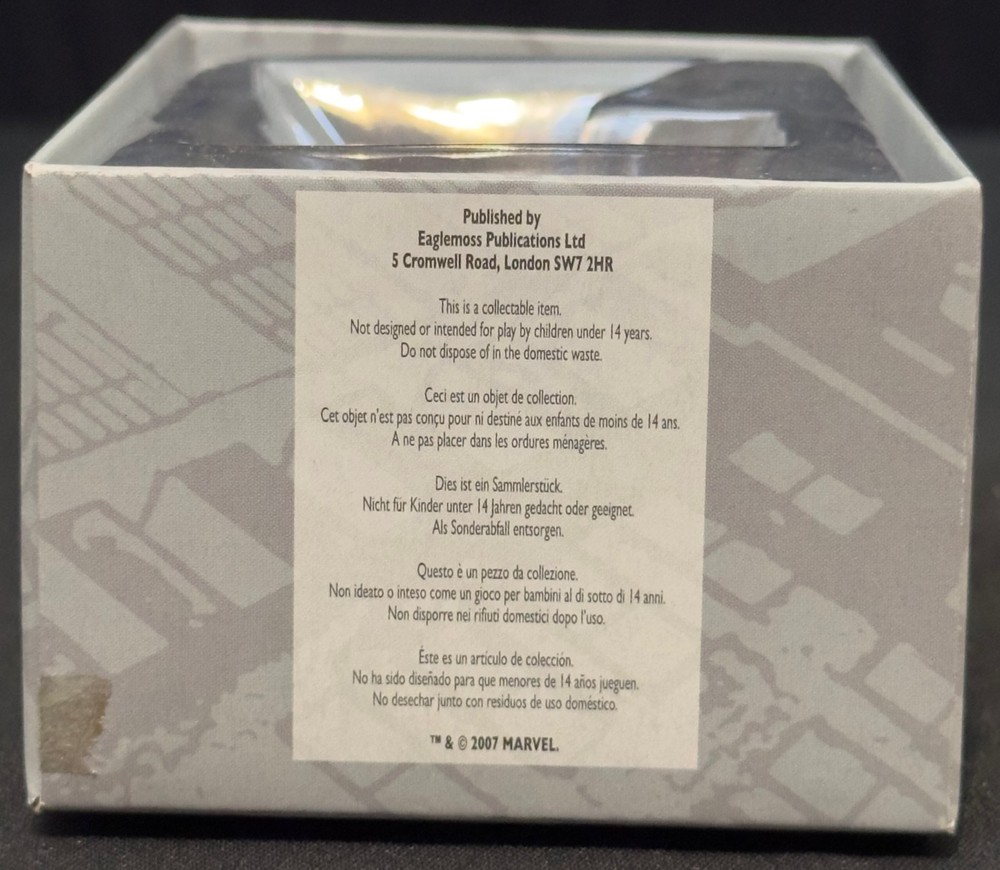 Published by
Eaglemoss Publications Ltd
5 Cromwell Road, London SW7 2HR
This is a collectable item.
Not designed or intended for play by children under 14 years.
Do not dispose of in the domestic waste.
Ceci est un objet de collection.
Cet objet n'est pas conçu pour ni destiné aux enfants de moins de 14 ans.
A ne pas placer dans les ordures ménagères.
Dies ist ein Sammlerstück.
Nicht für Kinder unter 14 Jahren gedacht oder geeignet.
Als Sonderabfall entsorgen.
Questo è un pezzo da collezione.
Non ideato o inteso come un gioco per bambini al di sotto di 14 anni.
Non disporre nei rifiuti domestici dopo l'uso.
Éste es un artículo de colección.
No ha sido diseñado para que menores de 14 años jueguen.
No desechar junto con residuos de uso doméstico.
™ & © 2007 MARVEL.